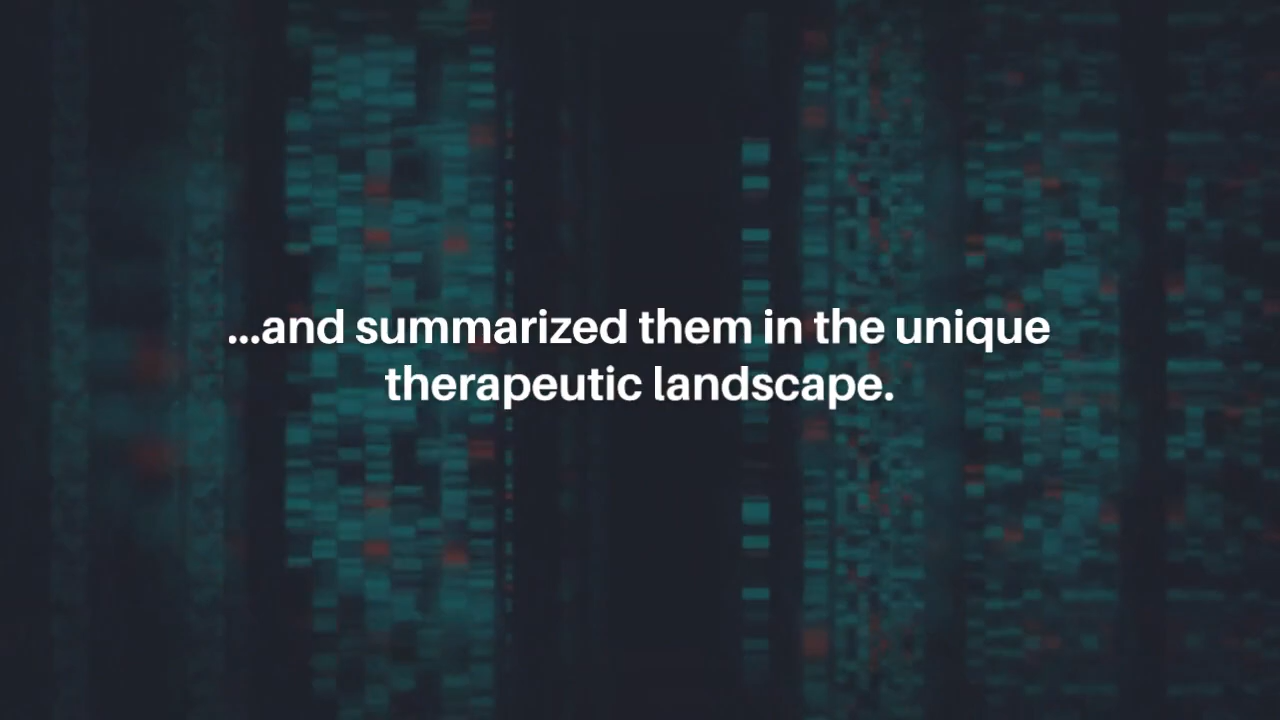 ...and summarized them in the unique
therapeutic landscape.